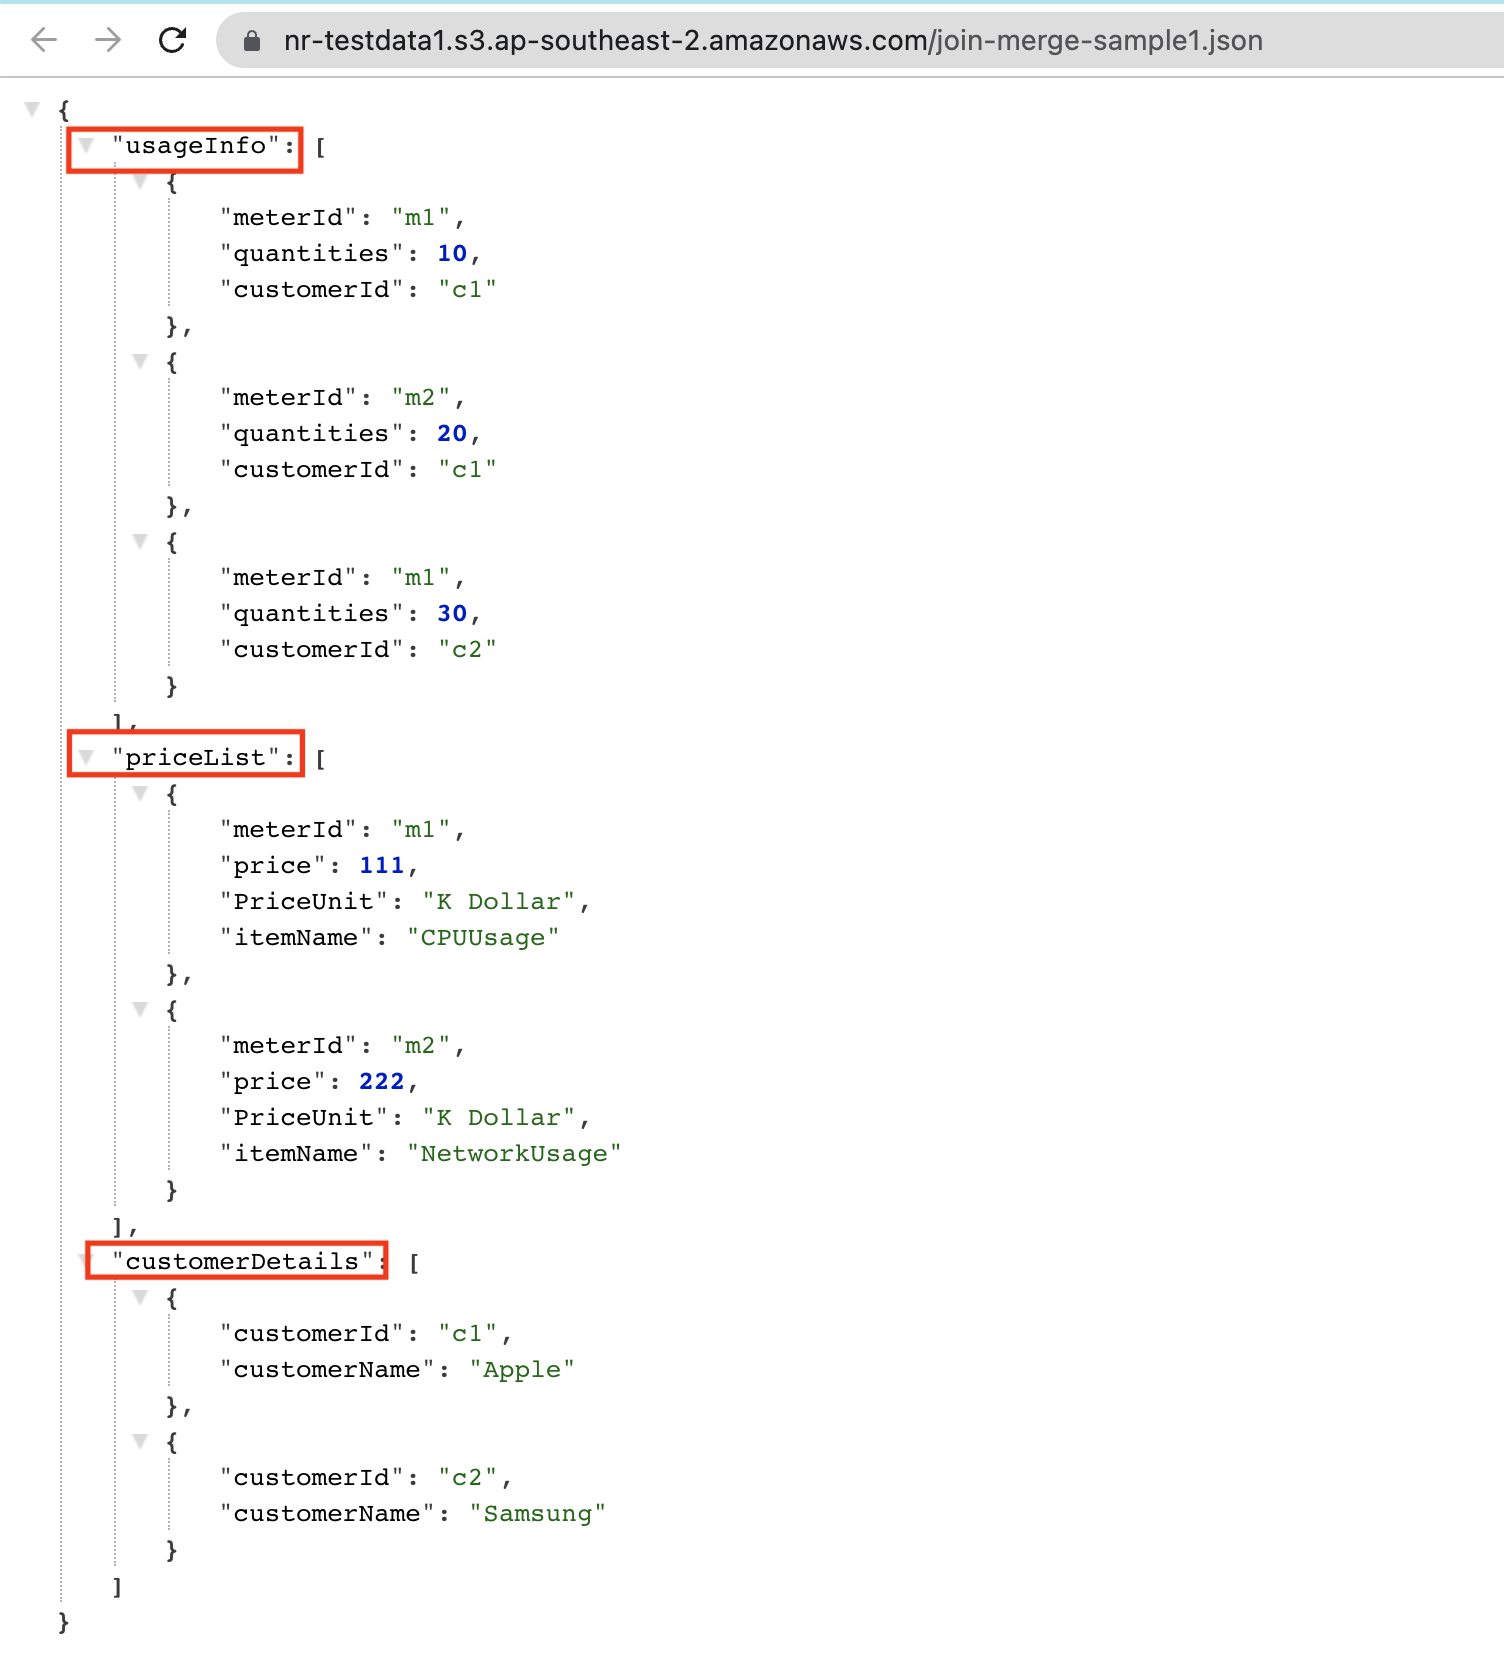 nr-testdata1.s3.ap-southeast-2.amazonaws.com/join-merge-sample1.json
{
"usageInfo": [
{
"meterId": "m1",
"quantities": 10,
"customerId": "c1"
},
{
"meterId": "m2",
"quantities": 20,
"customerId": "c1"
},
{
"meterId": "m1",
"quantities": 30,
"customerId": "c2"
}
],
"priceList": [
{
"meterId": "m1",
"price": 111,
"PriceUnit": "K Dollar",
"itemName": "CPUUsage"
},
{
"meterId": "m2",
"price": 222,
"PriceUnit": "K Dollar",
"itemName": "NetworkUsage"
}
],
"customerDetails": [
{
"customerId": "c1",
"customerName": "Apple"
},
{
"customerId": "c2",
"customerName": "Samsung"
}
]
}